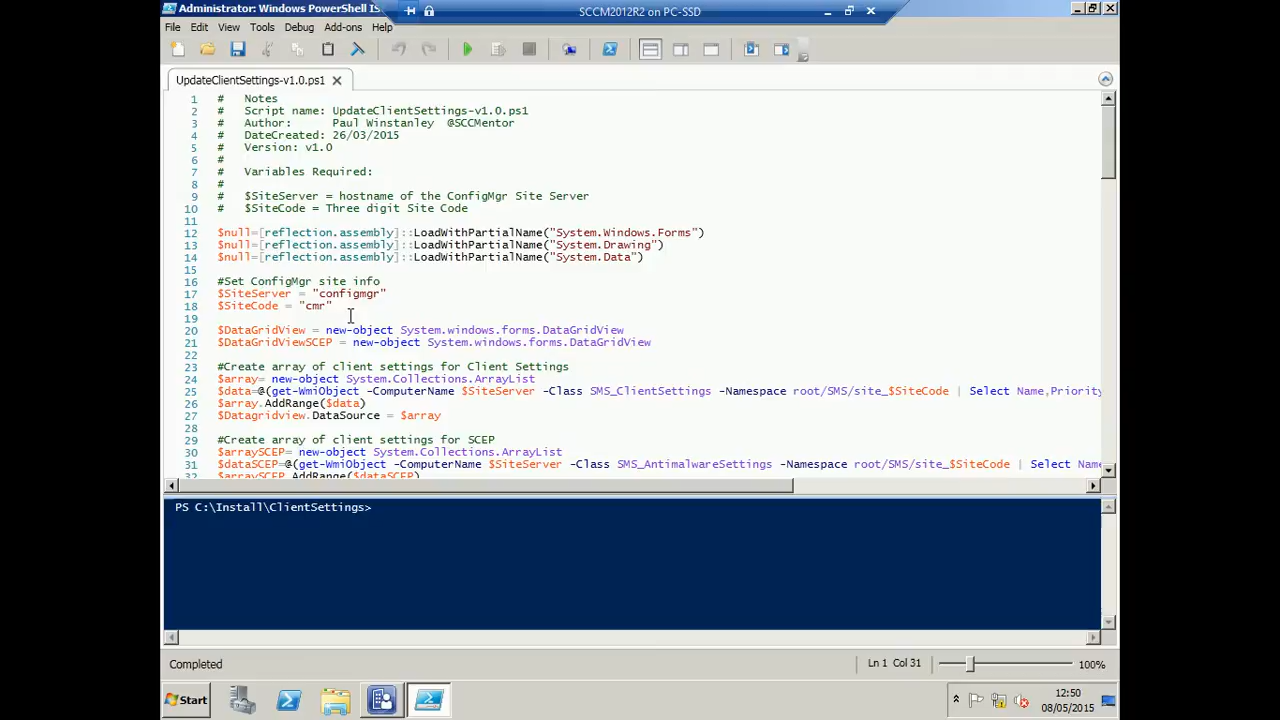 Administrator: Windows PowerShell IS
SCCM2012R2 on PC-SSD
File Edit View Tools Debug Add-ons Help
UpdateClientSettings-v1.0.ps1
1 # Notes
2 # Script name: UpdateClientSettings-v1.0.ps1
3 # Author: Paul Winstanley @SCCMentor
4 # DateCreated: 26/03/2015
5 # Version: v1.0
6 #
7 # Variables Required:
8 #
9 # $SiteServer = hostname of the ConfigMgr Site Server
10 # $SiteCode = Three digit Site Code
11
12 $null=[reflection.assembly]::LoadWithPartialName("System.Windows.Forms")
13 $null=[reflection.assembly]::LoadWithPartialName("System.Drawing")
14 $null=[reflection.assembly]::LoadWithPartialName("System.Data")
15
16 #Set ConfigMgr site info
17 $SiteServer = "configmgr"
18 $SiteCode = "cmr"
19
20 $DataGridView = new-object System.windows.forms.DataGridView
21 $DataGridViewSCEP = new-object System.windows.forms.DataGridView
22
23 #Create array of client settings for Client Settings
24 $array= new-object System.Collections.ArrayList
25 $data=@(get-WmiObject -ComputerName $SiteServer -Class SMS_ClientSettings -Namespace root/SMS/site_$SiteCode | Select Name,Priority
26 $array.AddRange($data)
27 $Datagridview.DataSource = $array
28
29 #Create array of client settings for SCEP
30 $arraySCEP= new-object System.Collections.ArrayList
31 $dataSCEP=@(get-WmiObject -ComputerName $SiteServer -Class SMS_AntimalwareSettings -Namespace root/SMS/site_$SiteCode | Select Name
32 $arraySCEP.AddRange($dataSCEP)
PS C:\Install\ClientSettings>
Completed
Ln 1 Col 31
100%
Start
12:50
08/05/2015